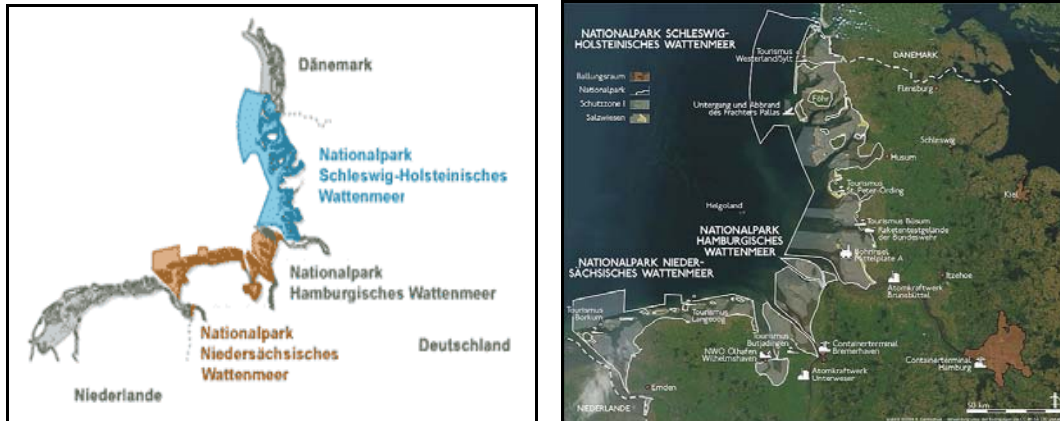 Dänemark
Nationalpark
Schleswig-Holsteinisches
Wattenmeer
Nationalpark
Hamburgisches Wattenmeer
Nationalpark
Niedersächsisches
Wattenmeer
Deutschland
Niederlande
NATIONALPARK SCHLESWIG-
HOLSTEINISCHES WATTENMEER
Ballungsraum
Nationalpark
Schutzzone I
Salzwiesen
Tourismus
Westerland/Sylt
DÄNEMARK
Flensburg
Föhr
Untergang und Abbrand
des Frachters Pallas
Schleswig
Husum
Tourismus
St. Peter-Ording
Kiel
Helgoland
Tourismus Büsum
Raketentestgelände
der Bundeswehr
NATIONALPARK
HAMBURGISCHES
WATTENMEER
Bohrinsel
Mittelplate A
NATIONALPARK NIEDER-
SÄCHSISCHES WATTENMEER
Itzehoe
Atomkraftwerk
Brunsbüttel
Tourismus
Borkum
Tourismus
Langeoog
Tourismus
Butjadingen
Containerterminal
Bremerhaven
NWO Ölhafen
Wilhelmshaven
Containerterminal
Hamburg
Atomkraftwerk
Unterweser
Emden
NIEDERLANDE
50 km